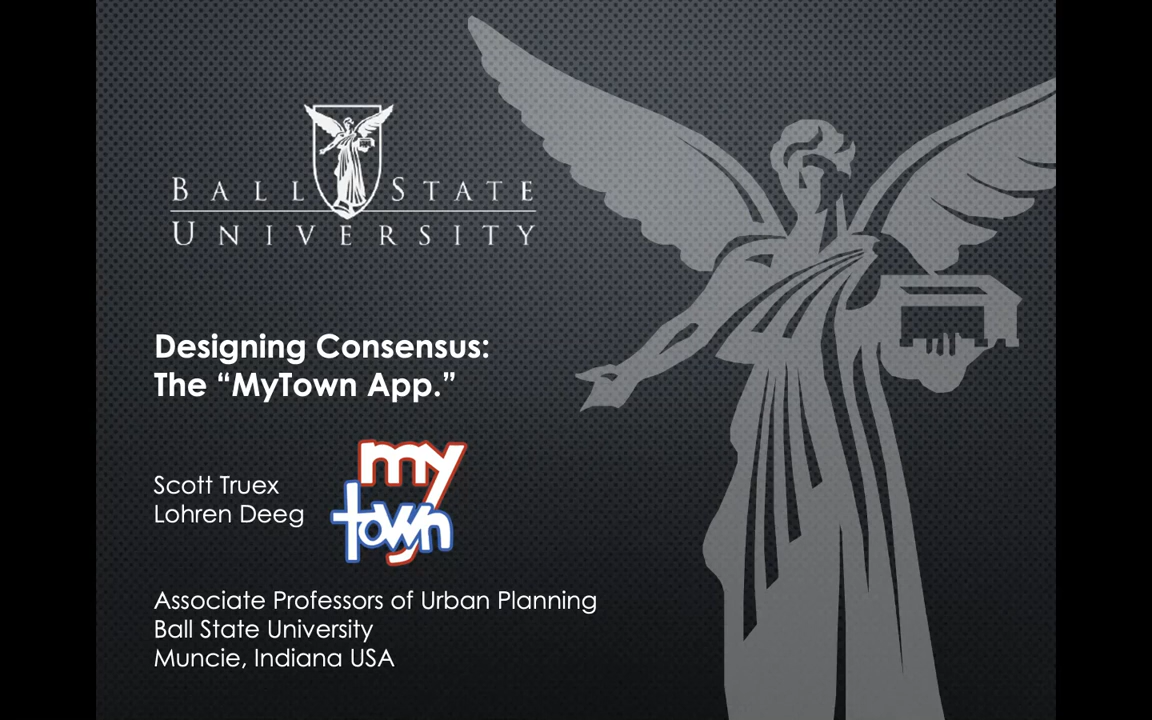 BALL STATE
UNIVERSITY
Designing Consensus:
The “MyTown App.”
my
town
Scott Truex
Lohren Deeg
Associate Professors of Urban Planning
Ball State University
Muncie, Indiana USA